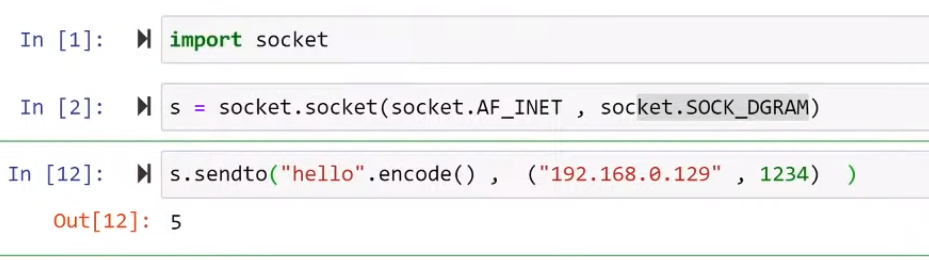 In [1]: import socket
In [2]: s = socket.socket(socket.AF_INET , socket.SOCK_DGRAM)
In [12]: s.sendto("hello".encode() , ("192.168.0.129" , 1234) )
Out[12]: 5